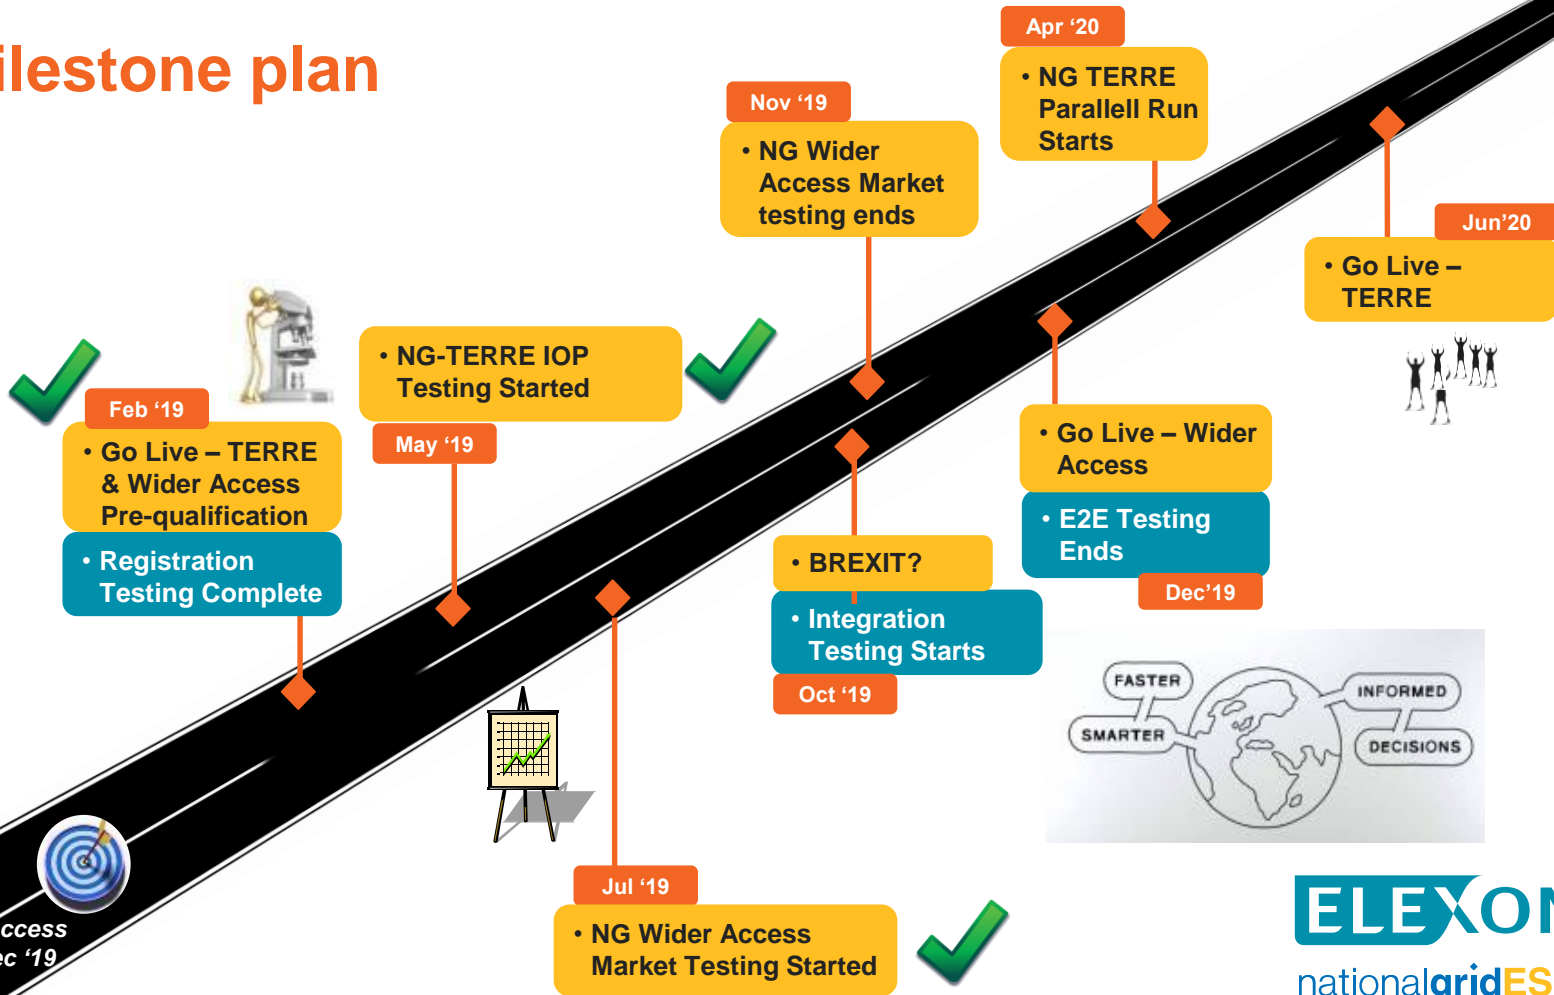 ilestone plan
Apr ‘20
• NG TERRE
Parallell Run
Starts
Nov ‘19
• NG Wider
Access Market
testing ends
Jun’20
• Go Live –
TERRE
• NG-TERRE IOP
Testing Started
May ‘19
Feb ‘19
• Go Live – TERRE
& Wider Access
Pre-qualification
• Registration
Testing Complete
• Go Live – Wider
Access
• E2E Testing
Ends
Dec’19
• BREXIT?
• Integration
Testing Starts
Oct ‘19
FASTER
SMARTER
INFORMED
DECISIONS
Jul ‘19
• NG Wider Access
Market Testing Started
ccess
ec ‘19
ELEXON
nationalgridES